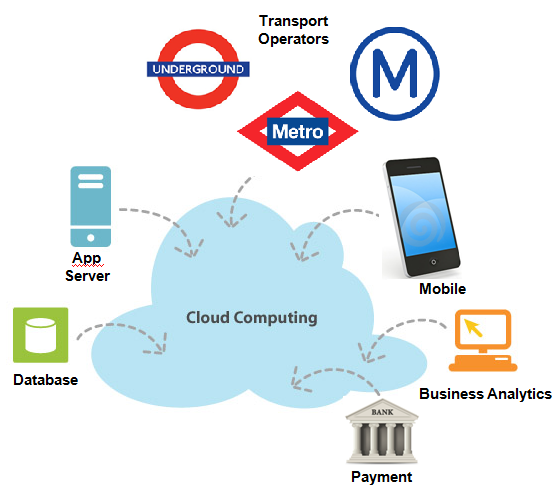 Transport
Operators
UNDERGROUND
M
Metro
App
Server
Mobile
Cloud Computing
Database
Business Analytics
BANK
Payment